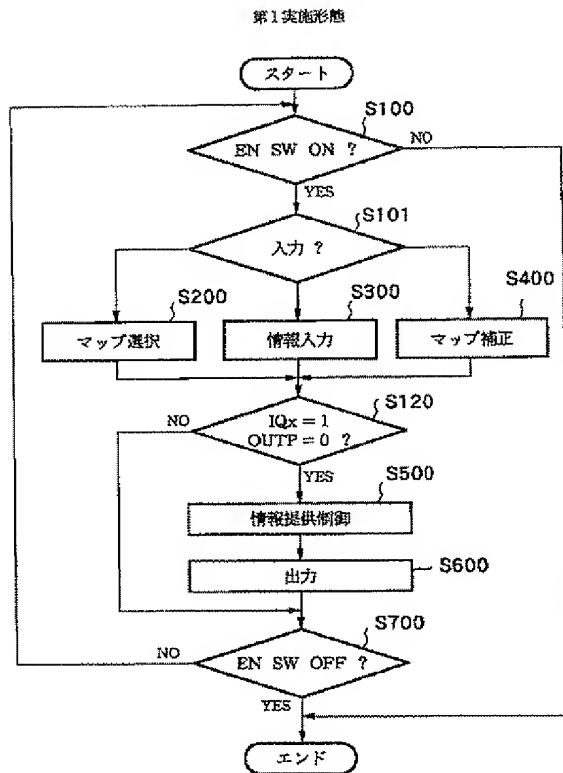 第1実施形態
スタート
S100
EN SW ON ?
NO
YES
S101
入力 ?
S200
S300
S400
マップ選択
情報入力
マップ補正
S120
NO
IQx = 1
OUTP = 0 ?
YES
S500
情報提供制御
S600
出力
S700
NO
EN SW OFF ?
YES
エンド